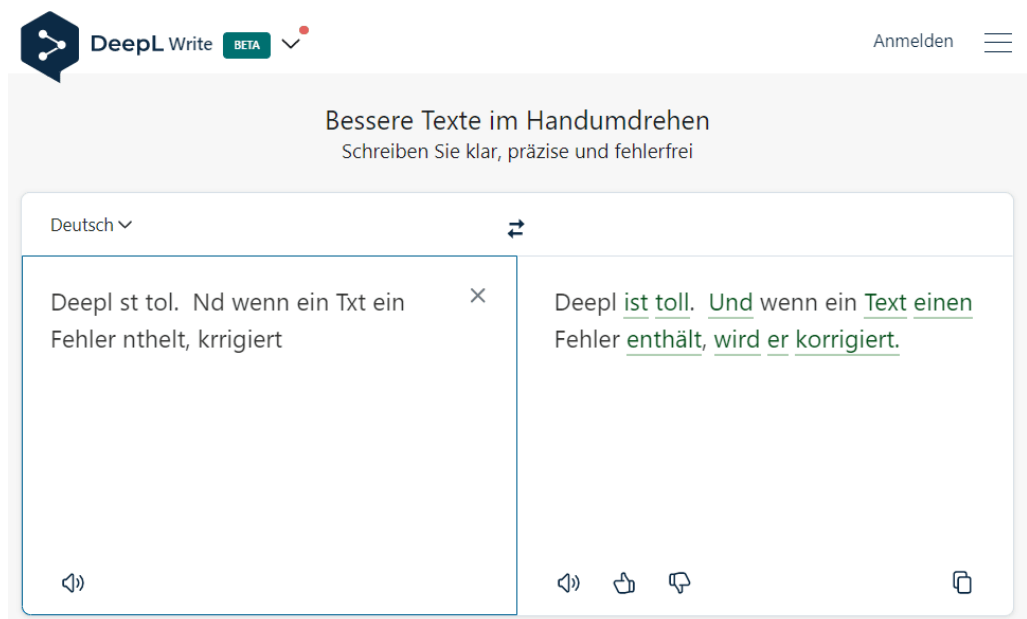 DeepL Write BETA
Anmelden
Bessere Texte im Handumdrehen
Schreiben Sie klar, präzise und fehlerfrei
Deutsch
Deepl st tol.  Nd wenn ein Txt ein
Fehler nthelt, krrigiert
Deepl ist toll.  Und wenn ein Text einen
Fehler enthält, wird er korrigiert.